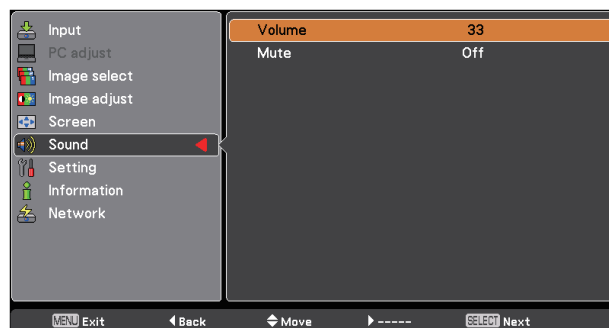 Input
PC adjust
Image select
Image adjust
Screen
Sound
Setting
Information
Network
Volume 33
Mute Off
MENU Exit Back Move ----- SELECT Next